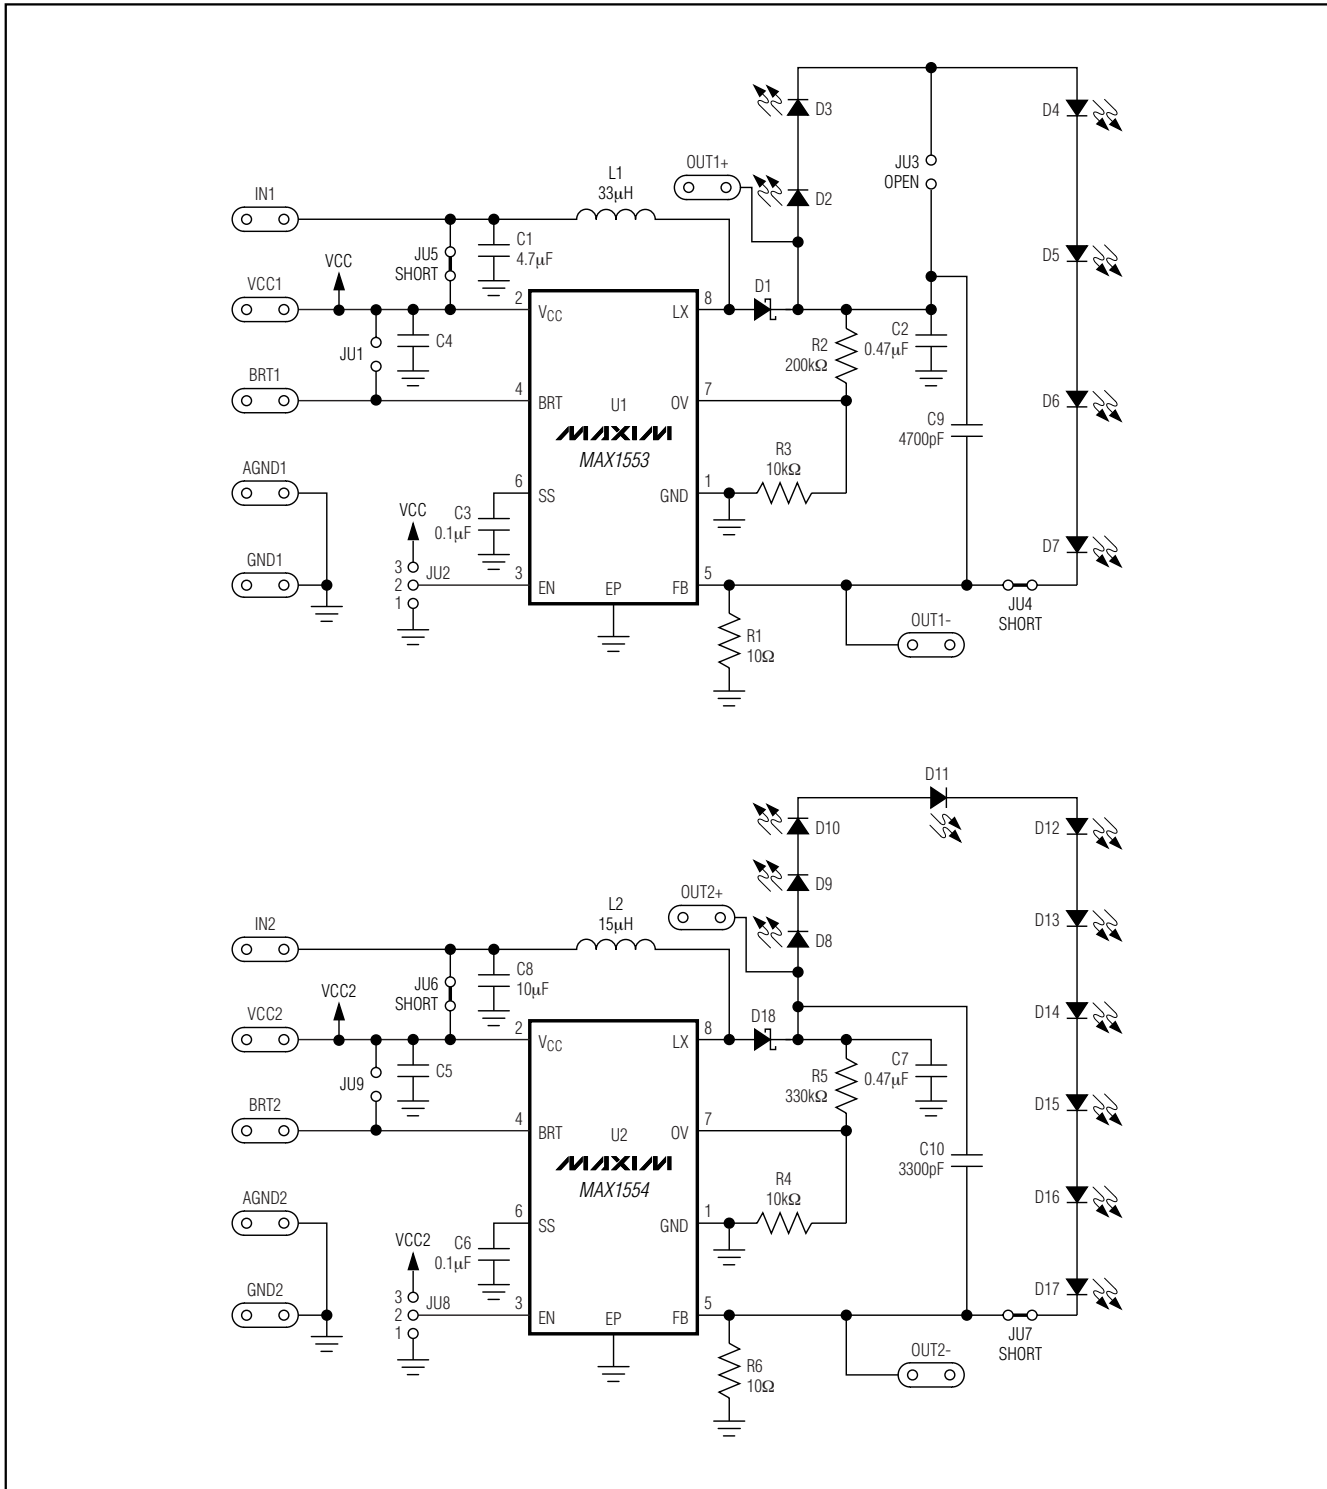 D3
D4
OUT1+
JU3
OPEN
L1
33µH
D2
IN1
C1
4.7µF
JU5
SHORT
VCC
D5
VCC1
2
VCC
LX
8
D1
C4
JU1
R2
200kΩ
C2
0.47µF
BRT1
4
BRT
U1
OV
7
D6
C9
4700pF
MAXIM
MAX1553
AGND1
6
SS
GND
1
R3
10kΩ
C3
0.1µF
VCC
D7
GND1
3
2
1
JU2
3
EN
EP
FB
5
JU4
SHORT
OUT1-
R1
10Ω
D11
D10
D12
D9
OUT2+
D13
L2
15µH
D8
IN2
C8
10µF
JU6
SHORT
VCC2
D14
VCC2
2
VCC
LX
8
D18
C5
JU9
R5
330kΩ
C7
0.47µF
BRT2
4
BRT
U2
OV
7
D15
C10
3300pF
MAXIM
MAX1554
AGND2
6
SS
GND
1
R4
10kΩ
D16
C6
0.1µF
VCC2
D17
GND2
3
2
1
JU8
3
EN
EP
FB
5
JU7
SHORT
OUT2-
R6
10Ω